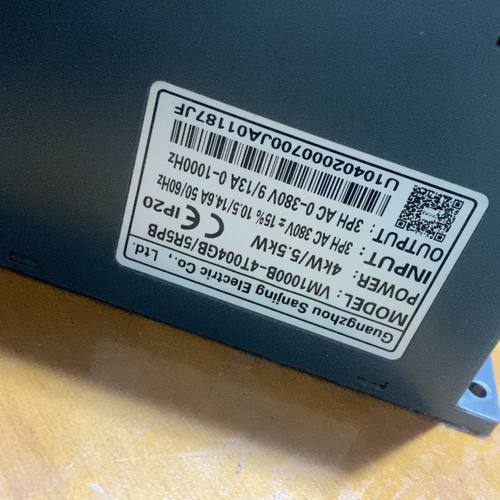 Guangzhou Sanjing Electric Co., Ltd.
MODEL: VM1000B-4T004GB/5R5PB
POWER: 4kW/5.5kW CE IP20
INPUT: 3PH AC 380V ± 15% 10.5/14.6A 50/60Hz
OUTPUT: 3PH AC 0-380V 9/13A 0-1000Hz
U10402000700JA01187JF